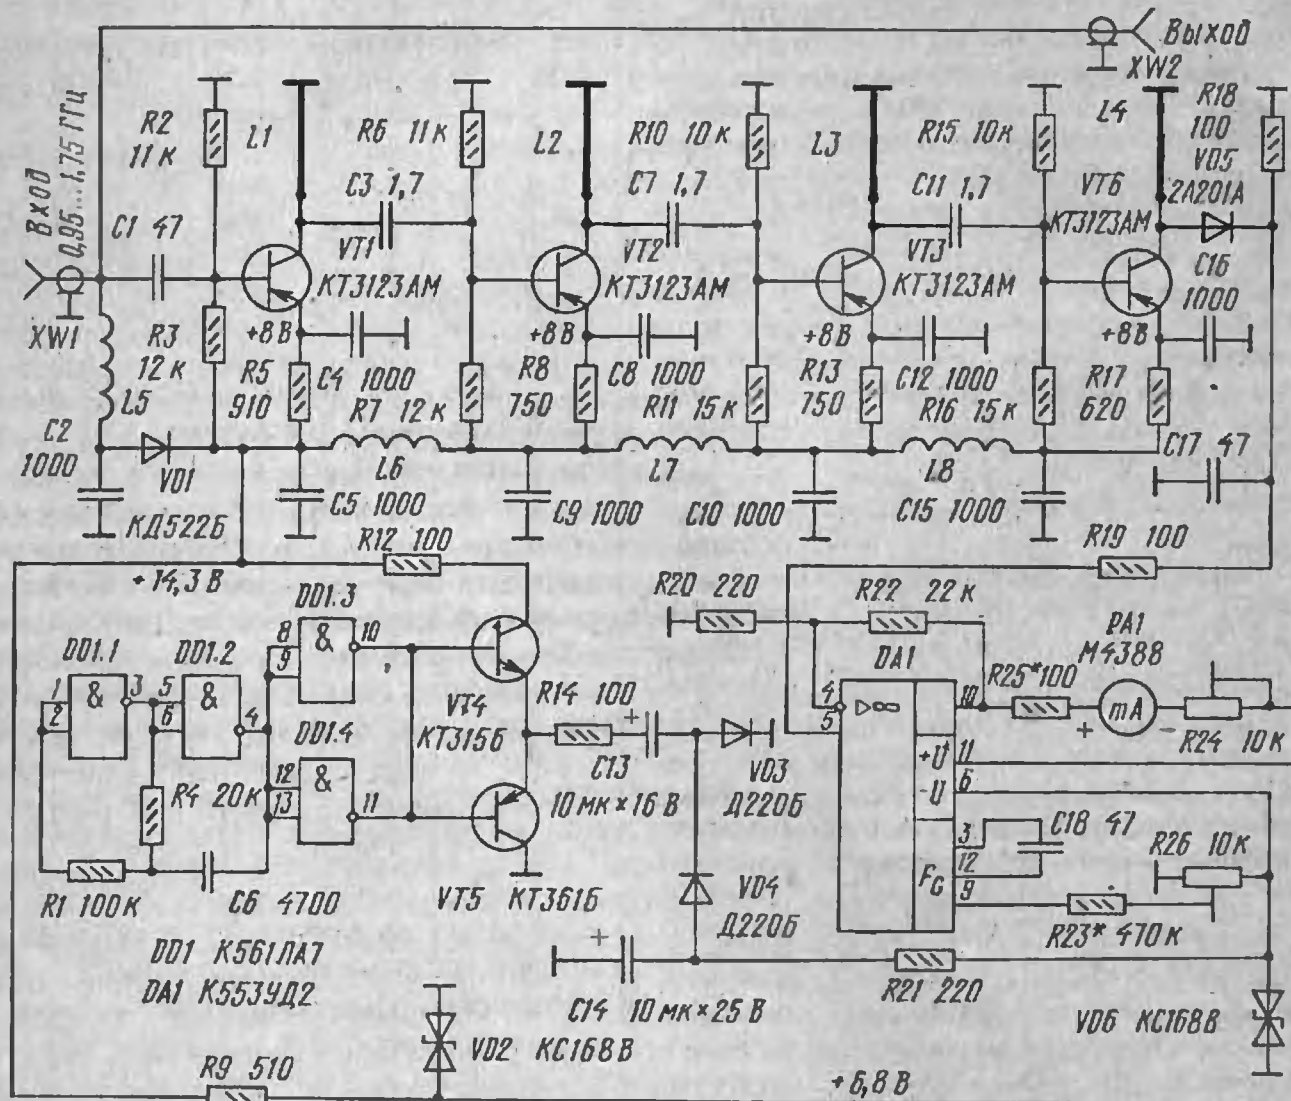 Выход
XW2
Вход
0,95...1,75 ГГц
XW1
R2
11 к
L1
R6 11 к
L2
R10 10 к
L3
R15 10 к
L4
R18
100
VD5
2А201А
C1 47
C3 1,7
C7 1,7
C11 1,7
VT1
КТ3123АМ
VT2
КТ3123АМ
VT3
КТ3123АМ
VT6
КТ3123АМ
C16
1000
R3
12 к
+8 В
+8 В
+8 В
+8 В
R5
910
C4 1000
R7 12 к
R8
750
C8 1000
R11 15 к
R13
750
C12 1000
R16 15 к
R17
620
C17 47
L5
C2
1000
VD1
КД522Б
L6
L7
L8
C5 1000
C9 1000
C10 1000
C15 1000
R12 100
R19 100
+14,3 В
R20 220
R22 22 к
DD1.1
1
2
&
3
DD1.2
5
6
&
4
DD1.3
8
9
&
10
DD1.4
12
13
&
11
VT4
КТ315Б
R14 100
+
C13
10 мк × 16 В
VD3
Д220Б
DA1
4
5
▷∞
10
+U
11
-U
6
3
12
FC
9
R25* 100
PA1
М4388
mA
+
-
R24 10 к
C18 47
R26 10 к
R23* 470 к
R4 20 к
R1 100 к
C6 4700
VT5 КТ361Б
VD4
Д220Б
DD1 К561ЛА7
DA1 К553УД2
+
C14 10 мк × 25 В
R21 220
VD2 КС168В
VD6 КС168В
R9 510
+6,8 В